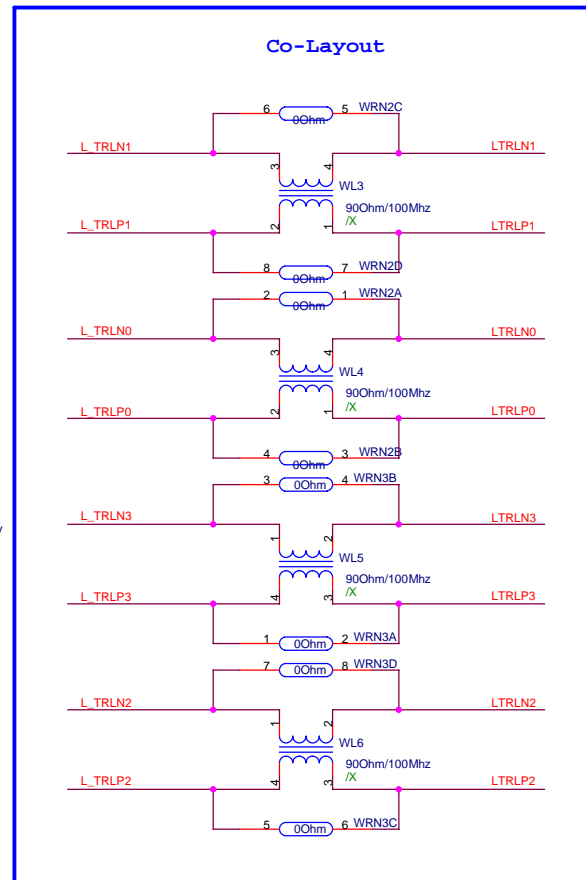 Co-Layout
6 0Ohm 5 WRN2C
L_TRLN1 LTRLN1
3 4
WL3
90Ohm/100Mhz
/X
L_TRLP1 2 1 LTRLP1
8 0Ohm 7 WRN2D
2 0Ohm 1 WRN2A
L_TRLN0 LTRLN0
3 4
WL4
90Ohm/100Mhz
/X
L_TRLP0 2 1 LTRLP0
4 0Ohm 3 WRN2B
3 0Ohm 4 WRN3B
L_TRLN3 LTRLN3
1 2
WL5
90Ohm/100Mhz
/X
L_TRLP3 4 3 LTRLP3
1 0Ohm 2 WRN3A
7 0Ohm 8 WRN3D
L_TRLN2 LTRLN2
1 2
WL6
90Ohm/100Mhz
/X
L_TRLP2 4 3 LTRLP2
5 0Ohm 6 WRN3C